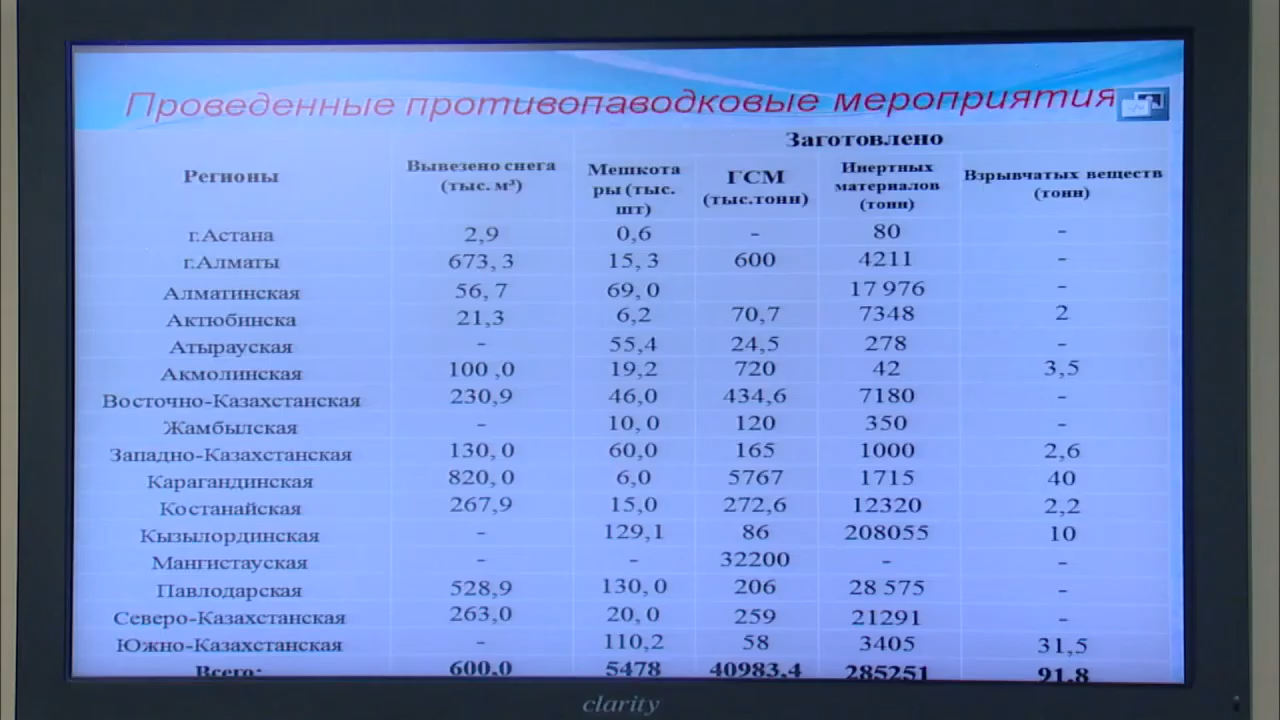 Проведенные противопаводковые мероприятия
Заготовлено
Регионы Вывезено снега (тыс. м³) Мешкота ры (тыс. шт) ГСМ (тыс.тонн) Инертных материалов (тонн) Взрывчатых веществ (тонн)
г.Астана 2,9 0,6 - 80 -
г.Алматы 673, 3 15, 3 600 4211 -
Алматинская 56, 7 69, 0 17 976 -
Актюбинска 21,3 6,2 70,7 7348 2
Атырауская - 55,4 24,5 278 -
Акмолинская 100 ,0 19,2 720 42 3,5
Восточно-Казахстанская 230,9 46,0 434,6 7180 -
Жамбылская - 10, 0 120 350 -
Западно-Казахстанская 130, 0 60,0 165 1000 2,6
Карагандинская 820, 0 6,0 5767 1715 40
Костанайская 267,9 15,0 272,6 12320 2,2
Кызылординская - 129,1 86 208055 10
Мангистауская - - 32200 - -
Павлодарская 528,9 130, 0 206 28 575 -
Северо-Казахстанская 263,0 20, 0 259 21291 -
Южно-Казахстанская - 110,2 58 3405 31,5
Всего: 600,0 5478 40983,4 285251 91,8
clarity